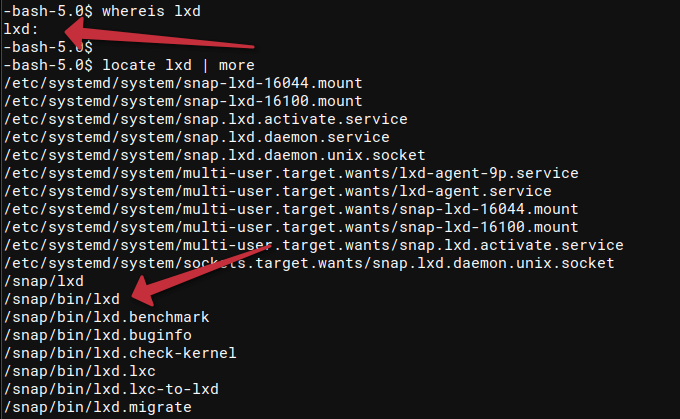 -bash-5.0$ whereis lxd
lxd:
-bash-5.0$
-bash-5.0$ locate lxd | more
/etc/systemd/system/snap-lxd-16044.mount
/etc/systemd/system/snap-lxd-16100.mount
/etc/systemd/system/snap.lxd.activate.service
/etc/systemd/system/snap.lxd.daemon.service
/etc/systemd/system/snap.lxd.daemon.unix.socket
/etc/systemd/system/multi-user.target.wants/lxd-agent-9p.service
/etc/systemd/system/multi-user.target.wants/lxd-agent.service
/etc/systemd/system/multi-user.target.wants/snap-lxd-16044.mount
/etc/systemd/system/multi-user.target.wants/snap-lxd-16100.mount
/etc/systemd/system/multi-user.target.wants/snap.lxd.activate.service
/etc/systemd/system/sockets.target.wants/snap.lxd.daemon.unix.socket
/snap/lxd
/snap/bin/lxd
/snap/bin/lxd.benchmark
/snap/bin/lxd.buginfo
/snap/bin/lxd.check-kernel
/snap/bin/lxd.lxc
/snap/bin/lxd.lxc-to-lxd
/snap/bin/lxd.migrate